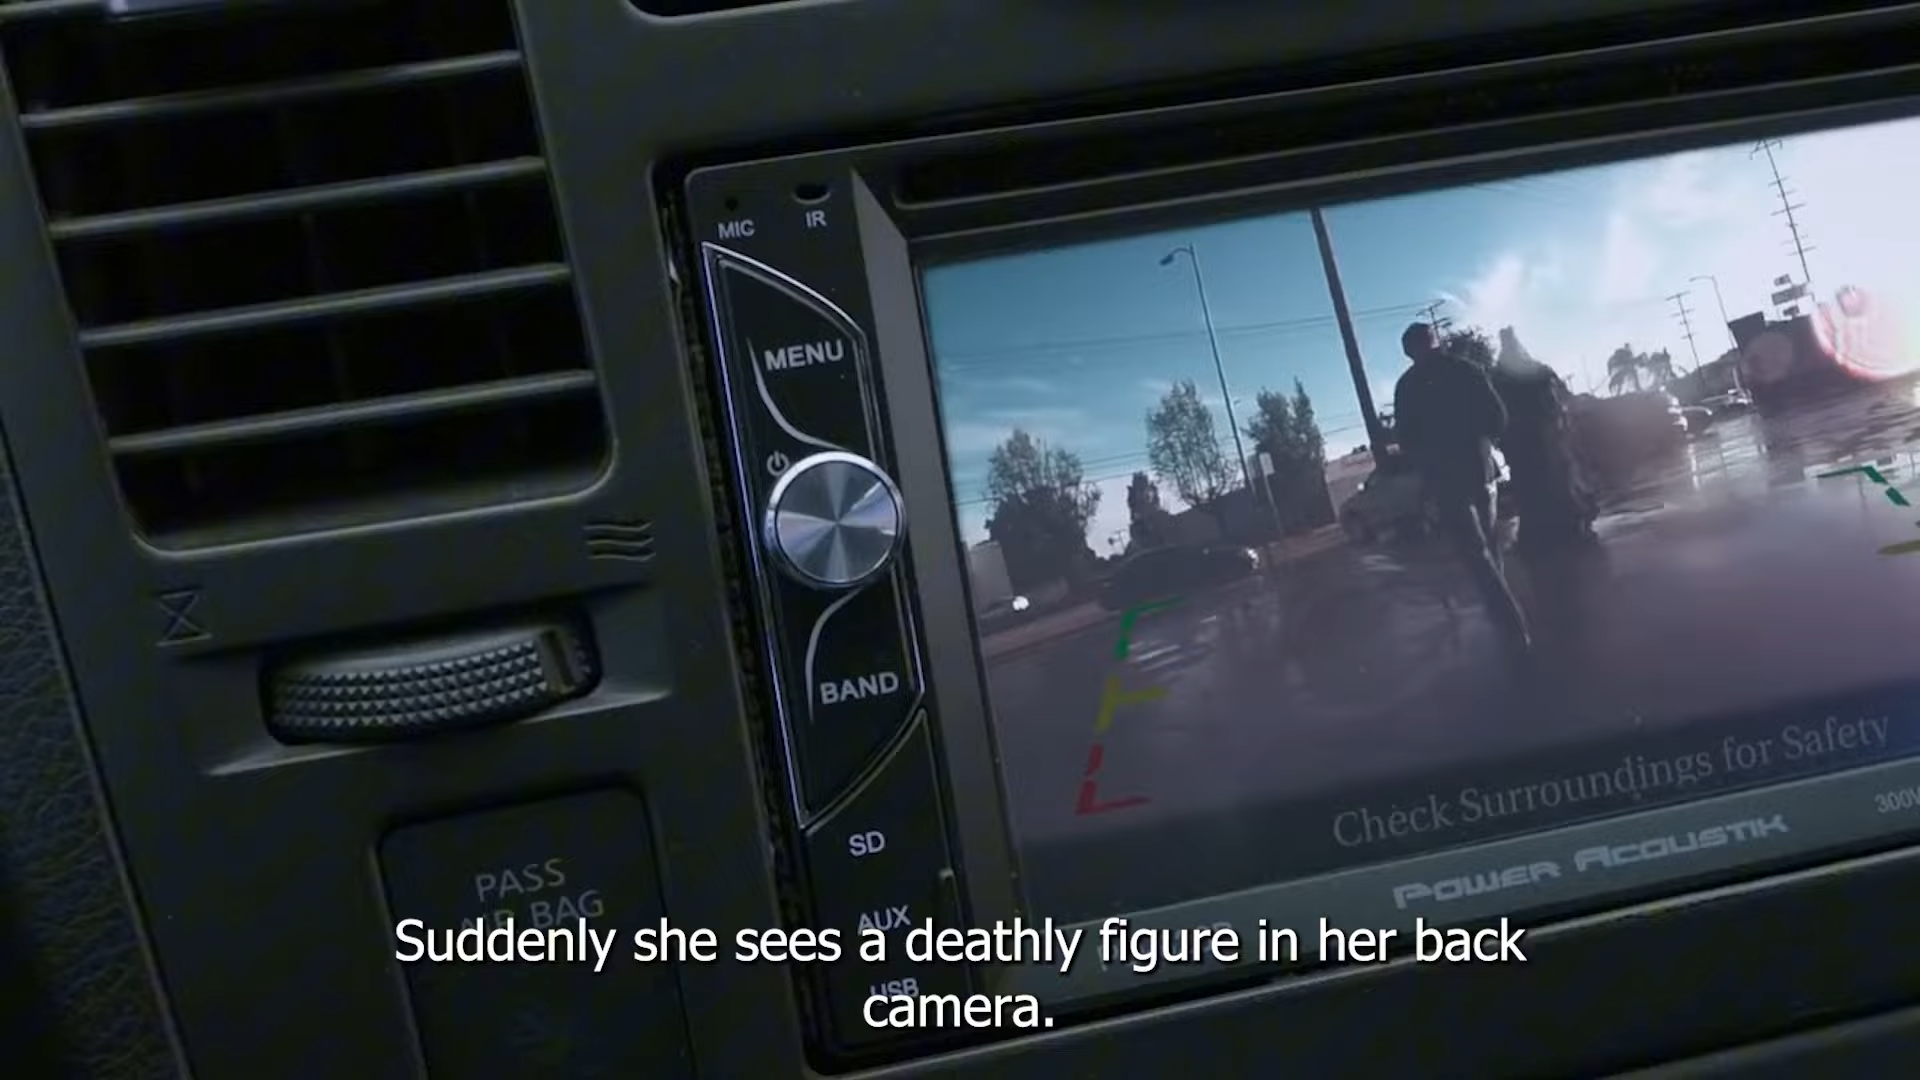 MIC
IR
MENU
BAND
SD
AUX
USB
PASS
AIR BAG
Check Surroundings for Safety
POWER ACOUSTIK
Suddenly she sees a deathly figure in her back
camera.